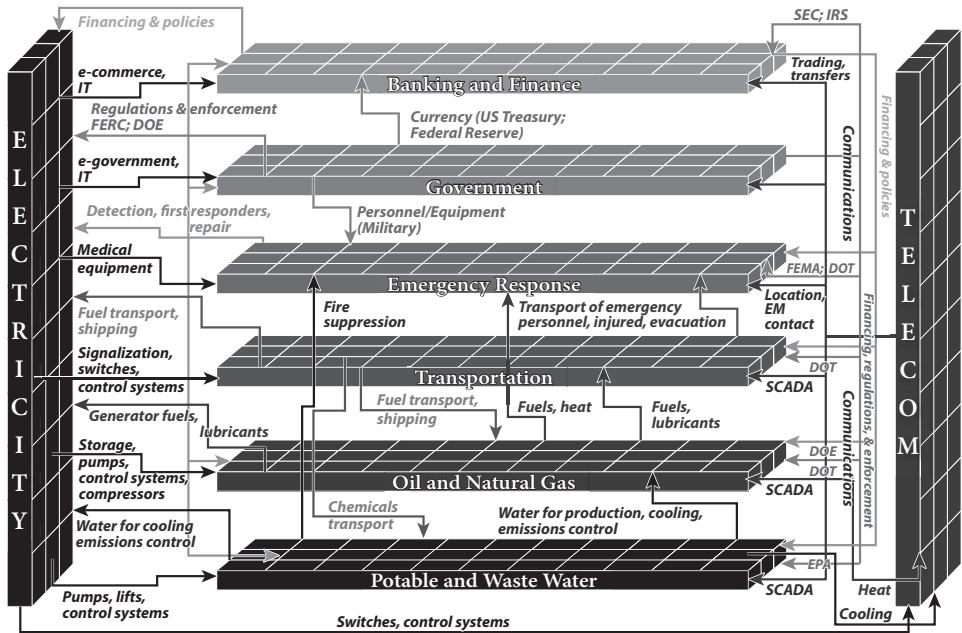 Financing & policies
SEC; IRS
e-commerce,
IT
Trading,
transfers
Banking and Finance
Regulations & enforcement
FERC; DOE
Currency (US Treasury;
Federal Reserve)
Communications
Financing & policies
e-government,
IT
Government
Detection, first responders,
repair
Personnel/Equipment
(Military)
Medical
equipment
FEMA; DOT
Emergency Response
Location,
EM
contact
Fire
suppression
Transport of emergency
personnel, injured, evacuation
Fuel transport,
shipping
Signalization,
switches,
control systems
Transportation
DOT
SCADA
Financing, regulations, & enforcement
Communications
Fuel transport,
shipping
Fuels, heat
Fuels,
lubricants
Generator fuels, lubricants
Storage,
pumps,
control systems,
compressors
DOE
DOT
Oil and Natural Gas
SCADA
Chemicals
transport
Water for production, cooling,
emissions control
Water for cooling
emissions control
EPA
Potable and Waste Water
SCADA
Heat
Pumps, lifts,
control systems
Cooling
Switches, control systems
ELECTRICITY
TELECOM